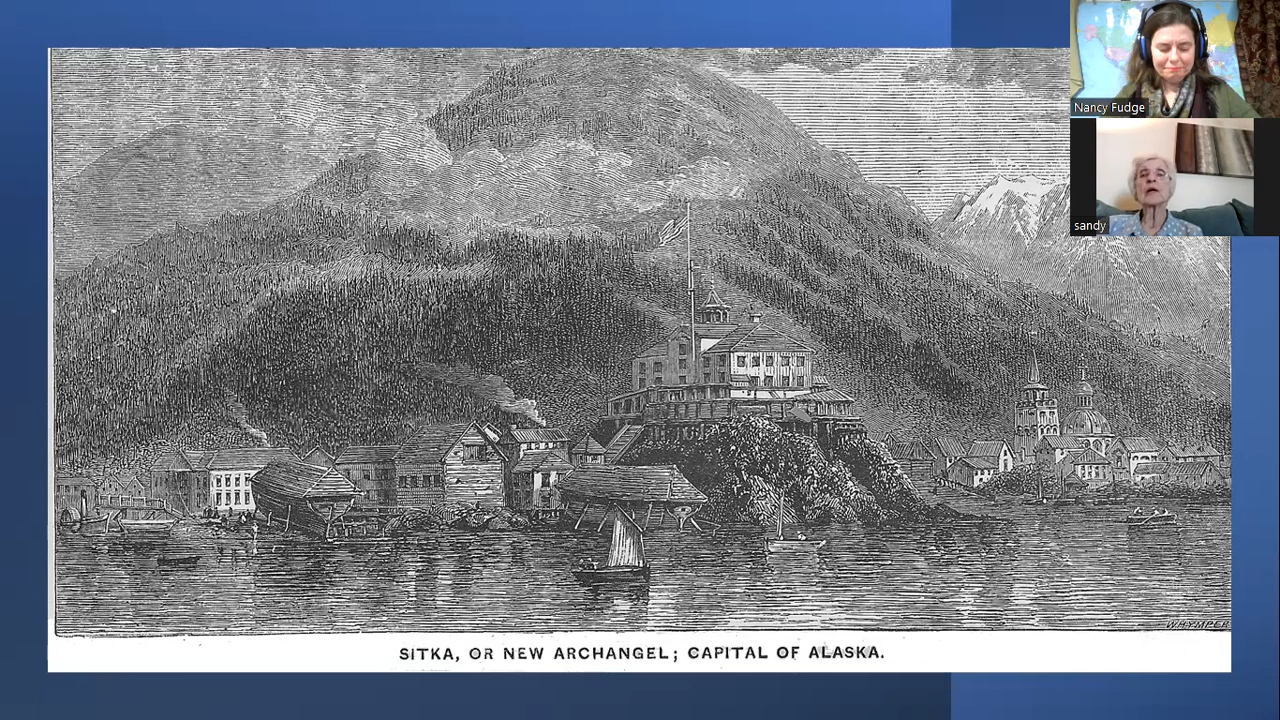 Nancy Fudge
sandy
WHYMPER
SITKA, OR NEW ARCHANGEL; CAPITAL OF ALASKA.